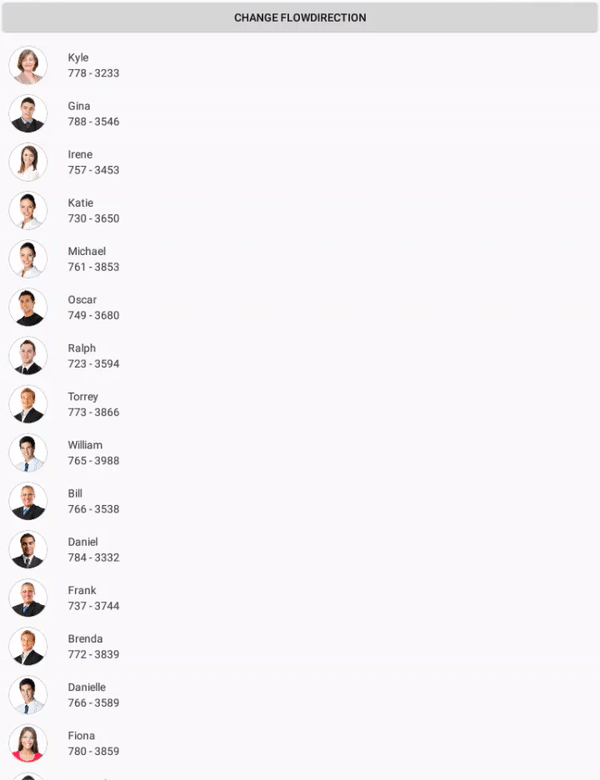 CHANGE FLOWDIRECTION
Kyle
778 - 3233
Gina
788 - 3546
Irene
757 - 3453
Katie
730 - 3650
Michael
761 - 3853
Oscar
749 - 3680
Ralph
723 - 3594
Torrey
773 - 3866
William
765 - 3988
Bill
766 - 3538
Daniel
784 - 3332
Frank
737 - 3744
Brenda
772 - 3839
Danielle
766 - 3589
Fiona
780 - 3859